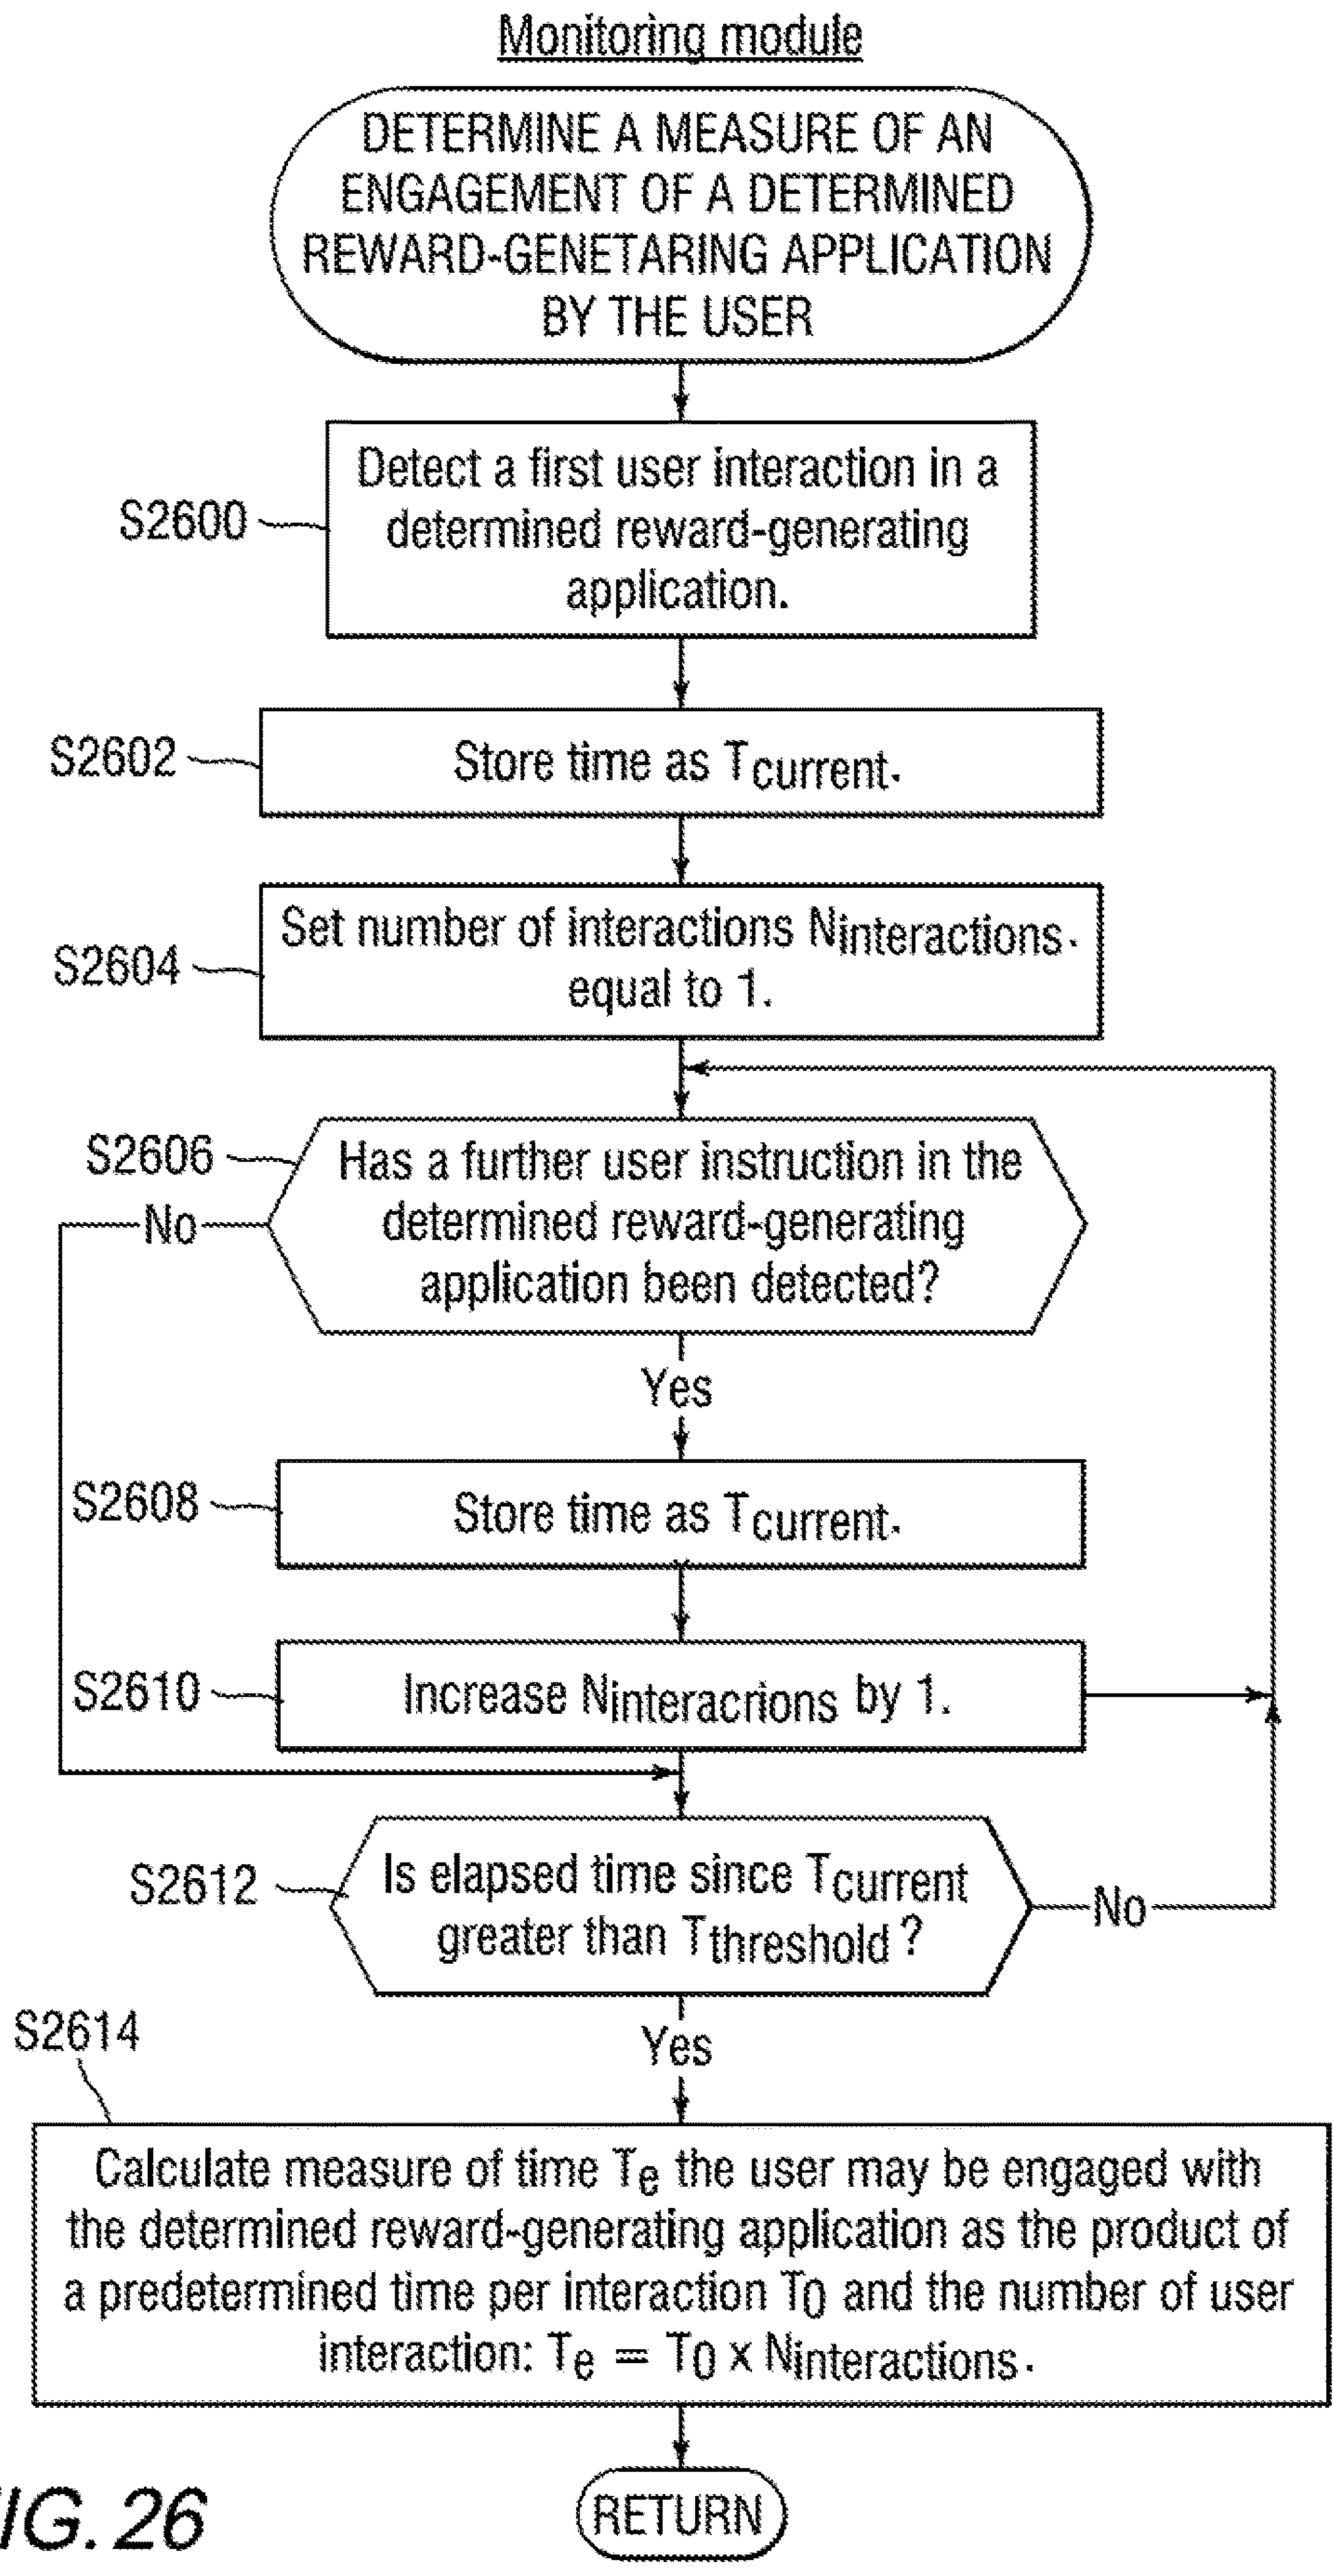 Monitoring module
DETERMINE A MEASURE OF AN
ENGAGEMENT OF A DETERMINED
REWARD-GENETARING APPLICATION
BY THE USER
S2600
Detect a first user interaction in a
determined reward-generating
application.
S2602
Store time as Tcurrent.
S2604
Set number of interactions Ninteractions.
equal to 1.
S2606
Has a further user instruction in the
determined reward-generating
application been detected?
No
Yes
S2608
Store time as Tcurrent.
S2610
Increase Ninteracrions by 1.
S2612
Is elapsed time since Tcurrent
greater than Tthreshold?
No
Yes
S2614
Calculate measure of time Te the user may be engaged with
the determined reward-generating application as the product of
a predetermined time per interaction T0 and the number of user
interaction: Te = T0 x Ninteractions.
RETURN
IG. 26